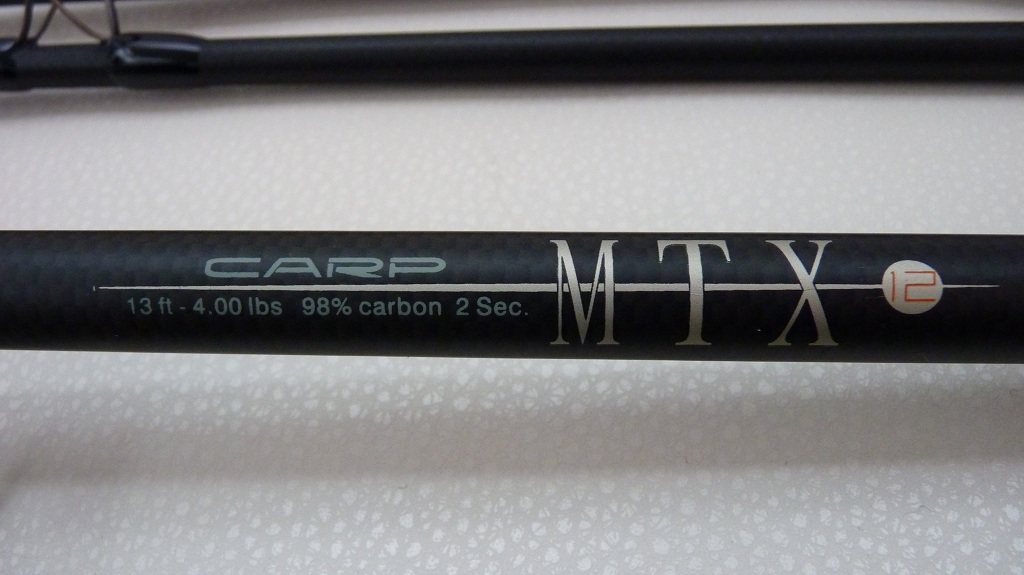 CARP
13 ft - 4.00 lbs 98% carbon 2 Sec.
MTX 12